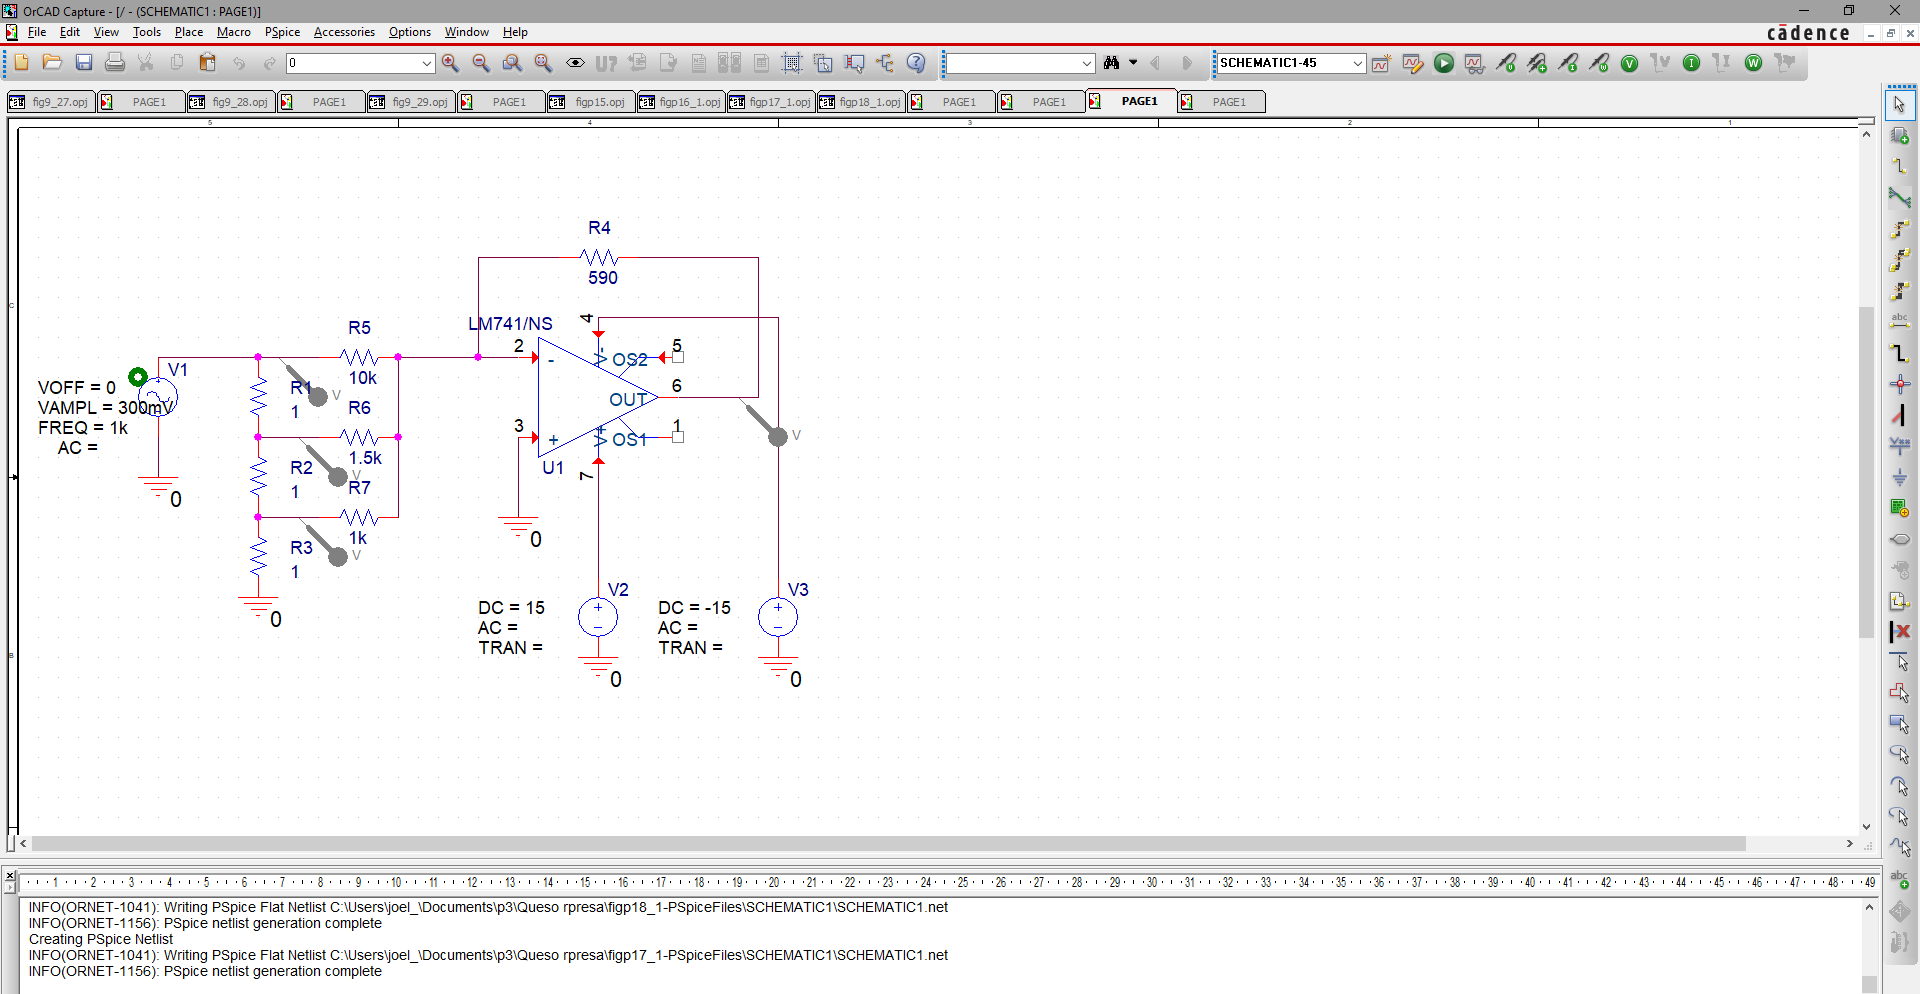 OrCAD Capture - [/ - (SCHEMATIC1 : PAGE1)]
File Edit View Tools Place Macro PSpice Accessories Options Window Help
cādence
0
U?
SCHEMATIC1-45
V I W
fig9_27.opj PAGE1 fig9_28.opj PAGE1 fig9_29.opj PAGE1 figp15.opj figp16_1.opj figp17_1.opj figp18_1.opj PAGE1 PAGE1 PAGE1 PAGE1
5 4 3 2 1
C
B
R4
590
LM741/NS
4
R5
10k
2
-
V-
OS2
5
V1
VOFF = 0
VAMPL = 300mV
FREQ = 1k
AC =
0
R1
1
V
R6
1.5k
OUT
6
V
3
+
V+
OS1
1
U1
7
R2
1
V
R7
1k
0
R3
1
V
0
V2
DC = 15
AC =
TRAN =
+
-
0
V3
DC = -15
AC =
TRAN =
+
-
0
abc
abc
1 2 3 4 5 6 7 8 9 10 11 12 13 14 15 16 17 18 19 20 21 22 23 24 25 26 27 28 29 30 31 32 33 34 35 36 37 38 39 40 41 42 43 44 45 46 47 48 49
INFO(ORNET-1041): Writing PSpice Flat Netlist C:\Users\joel_\Documents\p3\Queso rpresa\figp18_1-PSpiceFiles\SCHEMATIC1\SCHEMATIC1.net
INFO(ORNET-1156): PSpice netlist generation complete
Creating PSpice Netlist
INFO(ORNET-1041): Writing PSpice Flat Netlist C:\Users\joel_\Documents\p3\Queso rpresa\figp17_1-PSpiceFiles\SCHEMATIC1\SCHEMATIC1.net
INFO(ORNET-1156): PSpice netlist generation complete